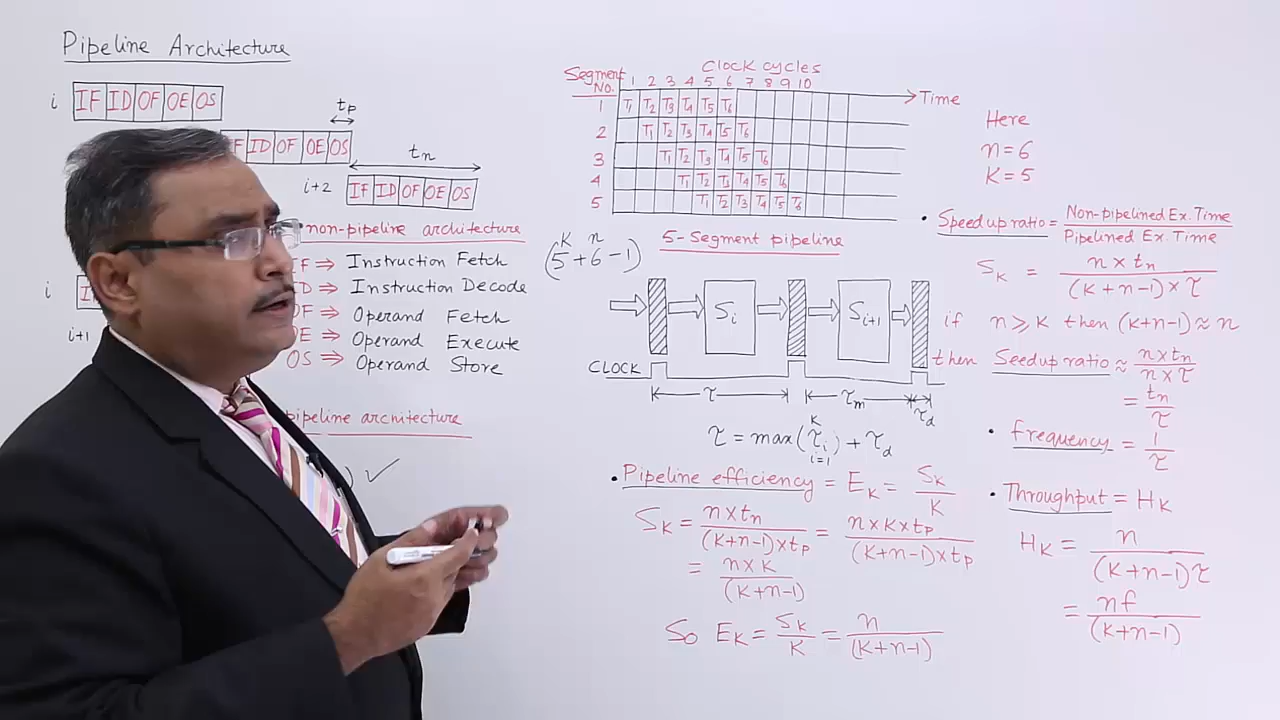 Pipeline Architecture
i IF ID OF OE OS
tp
ID OF OE OS
tn
i+2 IF ID OF OE OS
non-pipeline architecture
⇒ Instruction Fetch
⇒ Instruction Decode
⇒ Operand Fetch
OE ⇒ Operand Execute
OS ⇒ Operand Store
i
i+1
pipeline architecture
✓
Clock cycles
Segment No. 1 2 3 4 5 6 7 8 9 10
Time
1 T1 T2 T3 T4 T5 T6
2 T1 T2 T3 T4 T5 T6
3 T1 T2 T3 T4 T5 T6
4 T1 T2 T3 T4 T5 T6
5 T1 T2 T3 T4 T5 T6
K n
(5+6-1)
5-Segment pipeline
Si Si+1
CLOCK
τ τm τd
τ = max(τi) + τd
K
i=1
• Pipeline efficiency = EK = SK/K
SK = n×tn/(K+n-1)×tp = n×K×tp/(K+n-1)×tp
= n×K/(K+n-1)
So EK = SK/K = n/(K+n-1)
Here
n=6
K=5
• Speedup ratio = Non-pipelined Ex. Time/Pipelined Ex. Time
SK = n×tn/(K+n-1)×τ
if n⩾K then (K+n-1)≈n
then Seedup ratio ≈ n×tn/n×τ
= tn/τ
• frequency = 1/τ
• Throughput = HK
HK = n/(K+n-1)τ
= nf/(K+n-1)